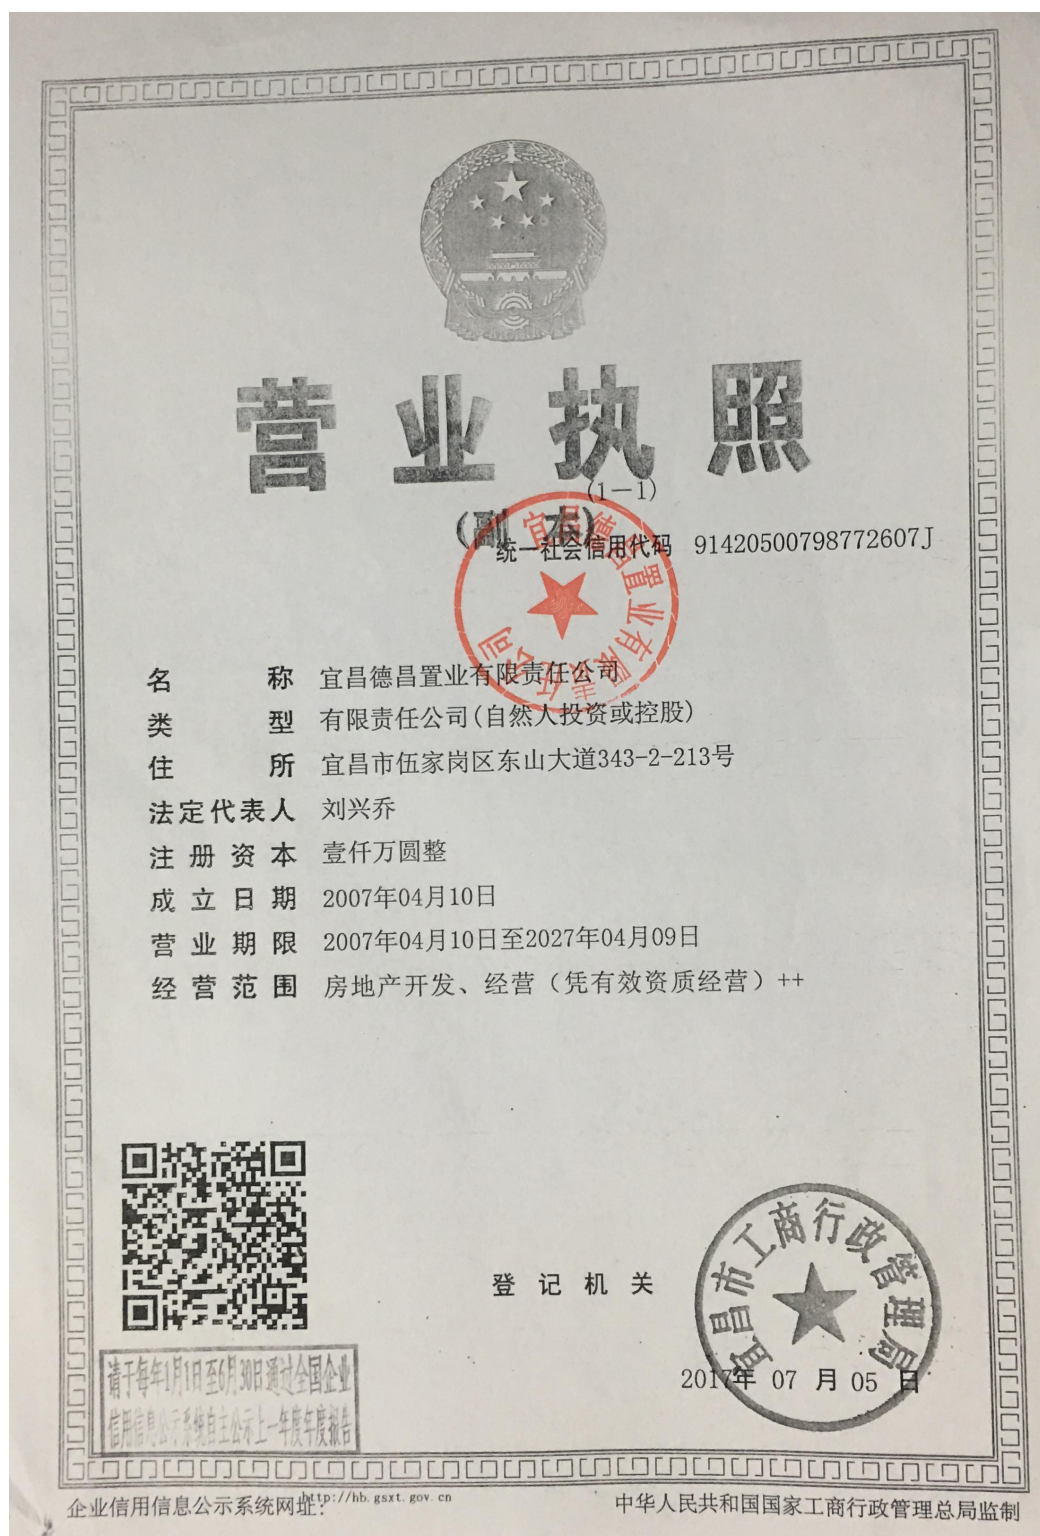 营业执照
(1-1)
(副本)
统一社会信用代码 91420500798772607J
宜昌德昌置业有限责任公司
名称 宜昌德昌置业有限责任公司
类型 有限责任公司(自然人投资或控股)
住所 宜昌市伍家岗区东山大道343-2-213号
法定代表人 刘兴乔
注册资本 壹仟万圆整
成立日期 2007年04月10日
营业期限 2007年04月10日至2027年04月09日
经营范围 房地产开发、经营（凭有效资质经营）++
登记机关
宜昌市工商行政管理局
2017年 07 月 05 日
请于每年1月1日至6月30日通过全国企业
信用信息公示系统自主公示上一年度年度报告
企业信用信息公示系统网址: http://hb.gsxt.gov.cn
中华人民共和国国家工商行政管理总局监制